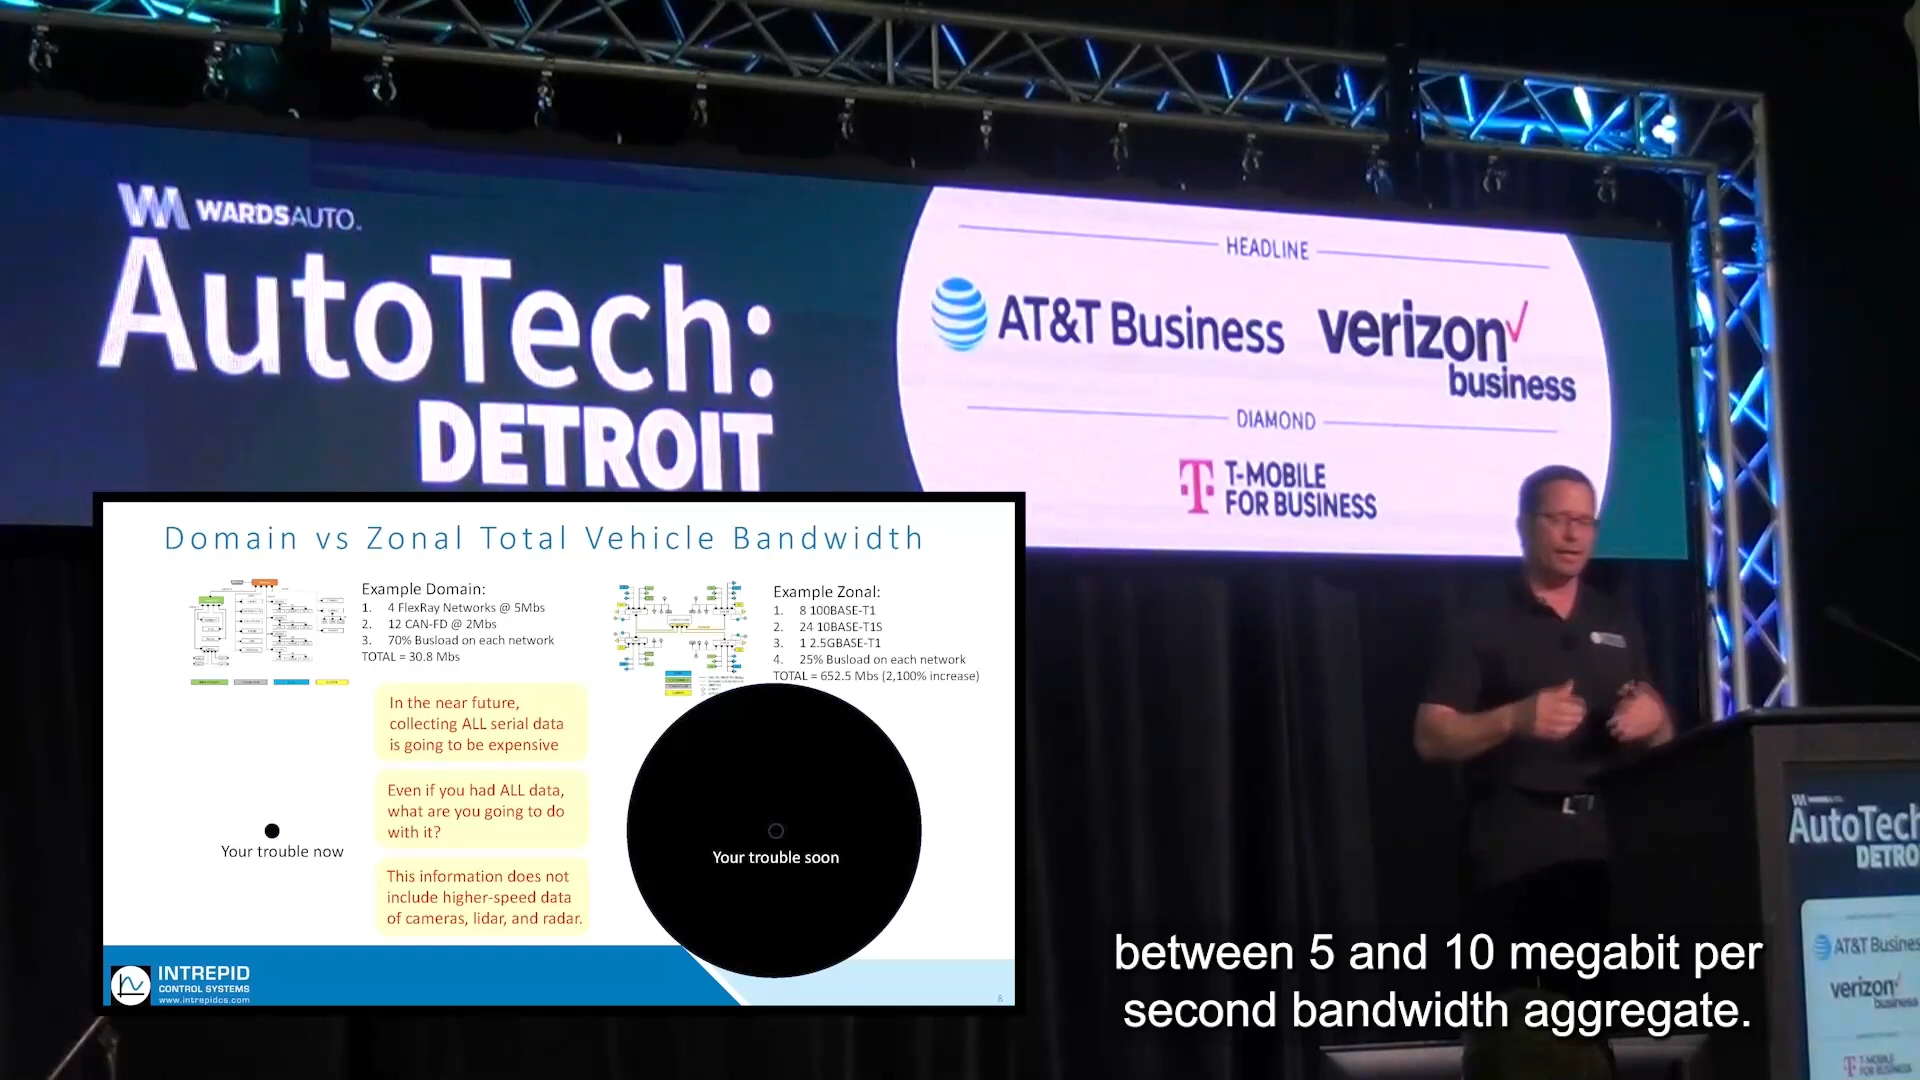 WARDSAUTO
AutoTech:
DETROIT
HEADLINE
AT&T Business
verizon
business
DIAMOND
T-MOBILE
FOR BUSINESS
Domain vs Zonal Total Vehicle Bandwidth
Example Domain:
1. 4 FlexRay Networks @ 5Mbs
2. 12 CAN-FD @ 2Mbs
3. 70% Busload on each network
TOTAL = 30.8 Mbs
Example Zonal:
1. 8 100BASE-T1
2. 24 10BASE-T1S
3. 1 2.5GBASE-T1
4. 25% Busload on each network
TOTAL = 652.5 Mbs (2,100% increase)
In the near future,
collecting ALL serial data
is going to be expensive
Even if you had ALL data,
what are you going to do
with it?
This information does not
include higher-speed data
of cameras, lidar, and radar.
Your trouble now
Your trouble soon
INTREPID
CONTROL SYSTEMS
www.intrepidcs.com
8
between 5 and 10 megabit per
second bandwidth aggregate.
WARDSAUTO
AutoTech
DETRO
AT&T Busines
verizon
business
T-MOBILE
FOR BUSINESS